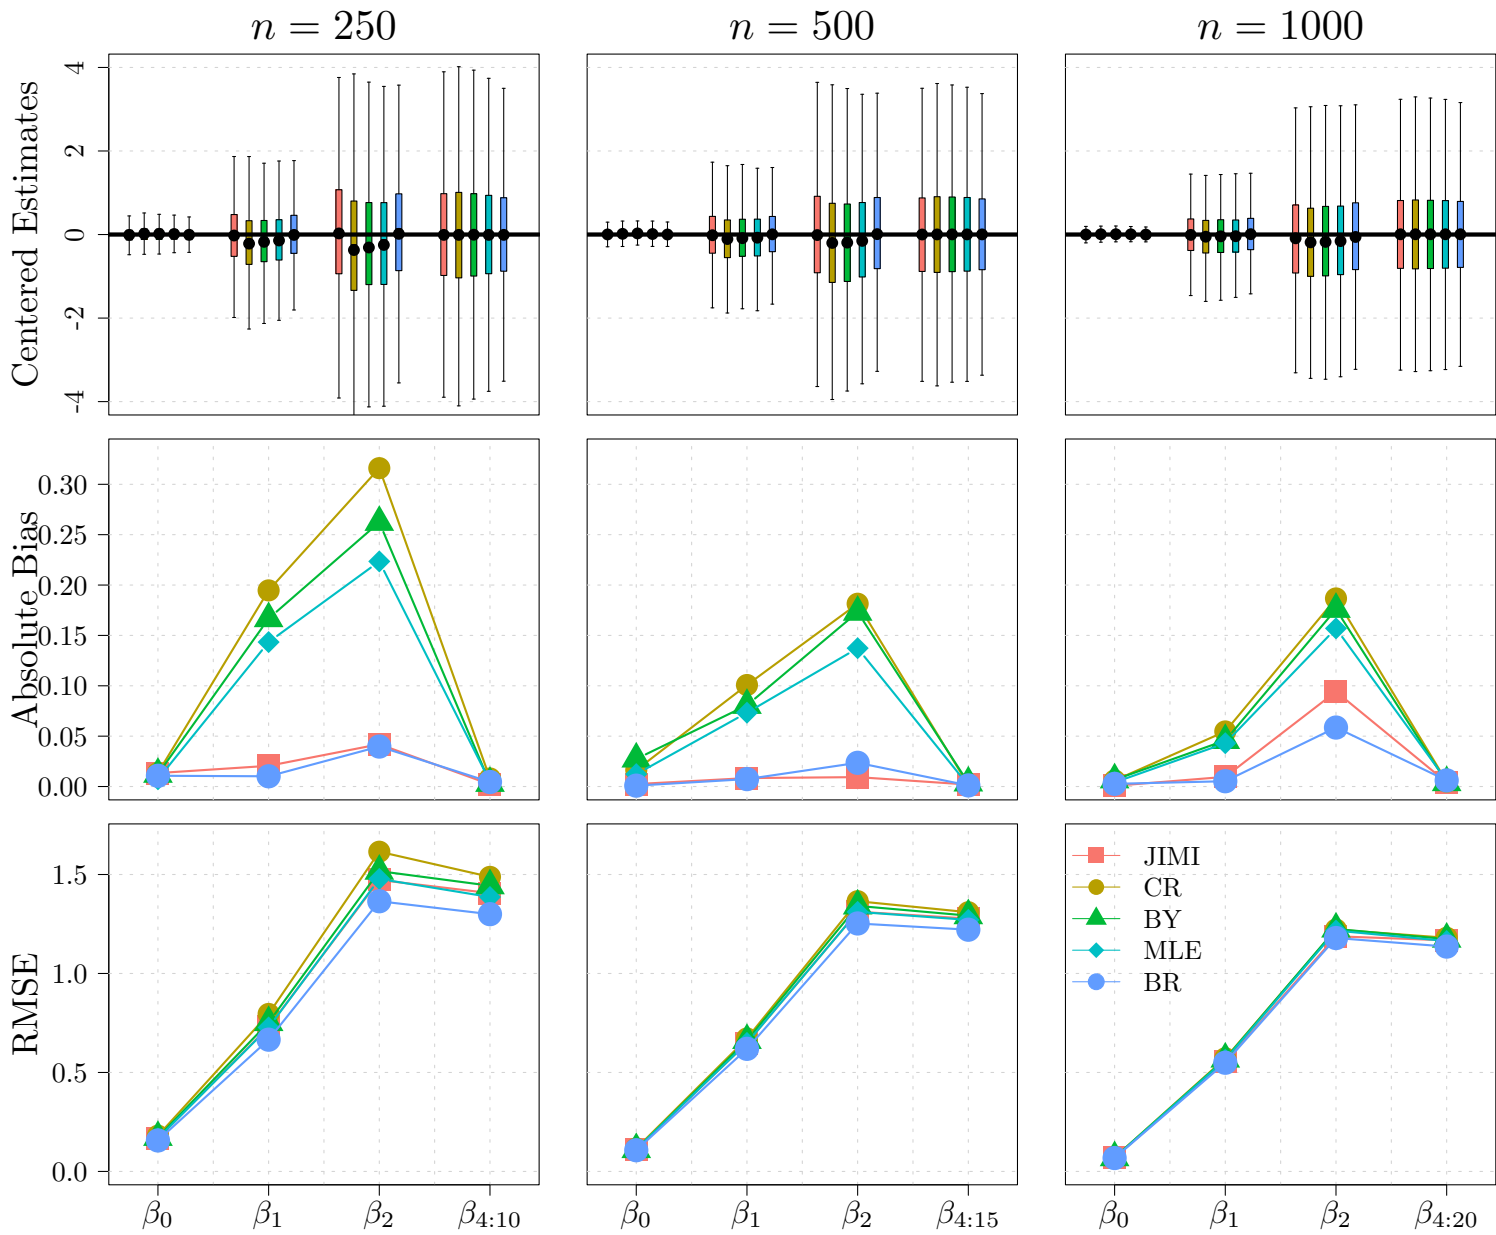 n = 250 n = 500 n = 1000
Centered Estimates
4
2
0
-2
-4
Absolute Bias
0.30
0.25
0.20
0.15
0.10
0.05
0.00
RMSE
1.5
1.0
0.5
0.0
JIMI
CR
BY
MLE
BR
β0 β1 β2 β4:10 β0 β1 β2 β4:15 β0 β1 β2 β4:20